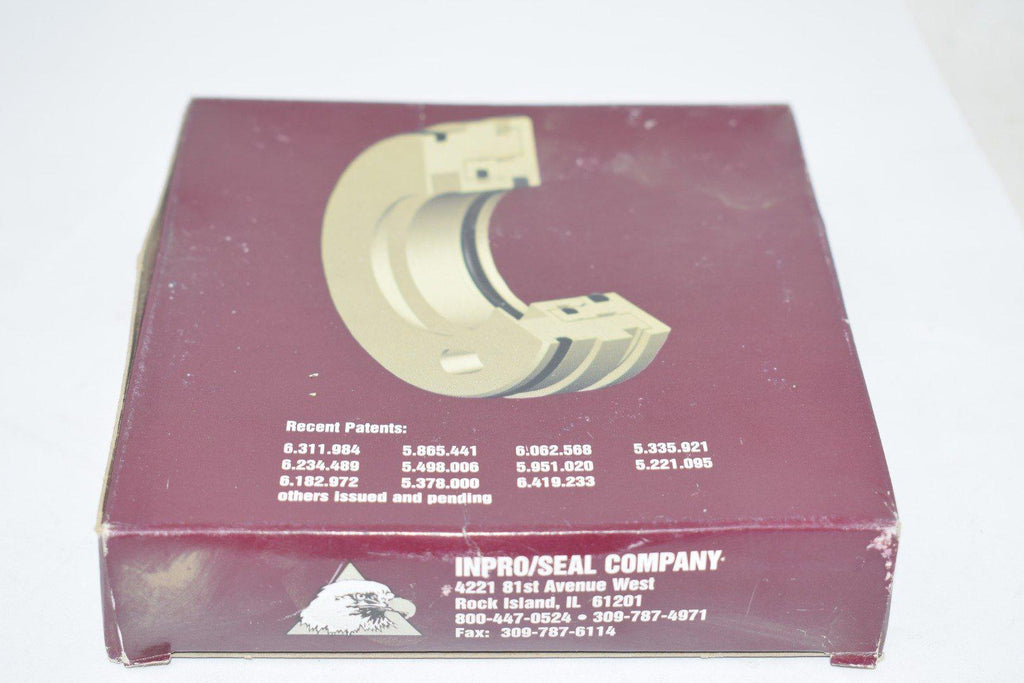 Recent Patents:
6.311.984 5.865.441 6.062.568 5.335.921
6.234.489 5.498.006 5.951.020 5.221.095
6.182.972 5.378.000 6.419.233
others issued and pending
INPRO/SEAL COMPANY
4221 81st Avenue West
Rock Island, IL 61201
800-447-0524 • 309-787-4971
Fax: 309-787-6114